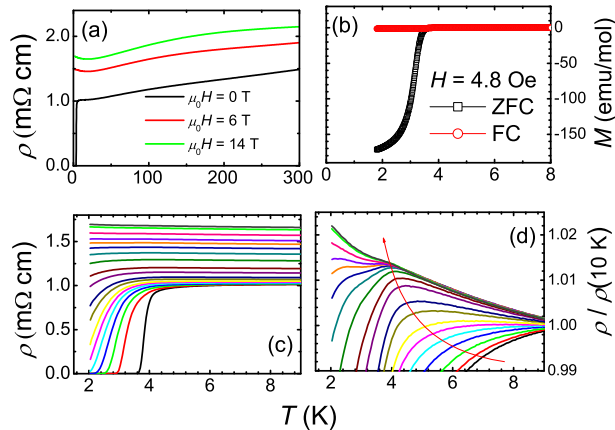 (a)
2.0
1.0
0.0
ρ (mΩ cm)
μ₀H = 0 T
μ₀H = 6 T
μ₀H = 14 T
0 100 200 300
(b)
H = 4.8 Oe
ZFC
FC
0
-50
-100
-150
M (emu/mol)
0 2 4 6 8
(c)
1.5
1.0
0.5
0.0
ρ (mΩ cm)
2 4 6 8
(d)
1.02
1.01
1.00
0.99
ρ / ρ(10 K)
2 4 6 8
T (K)